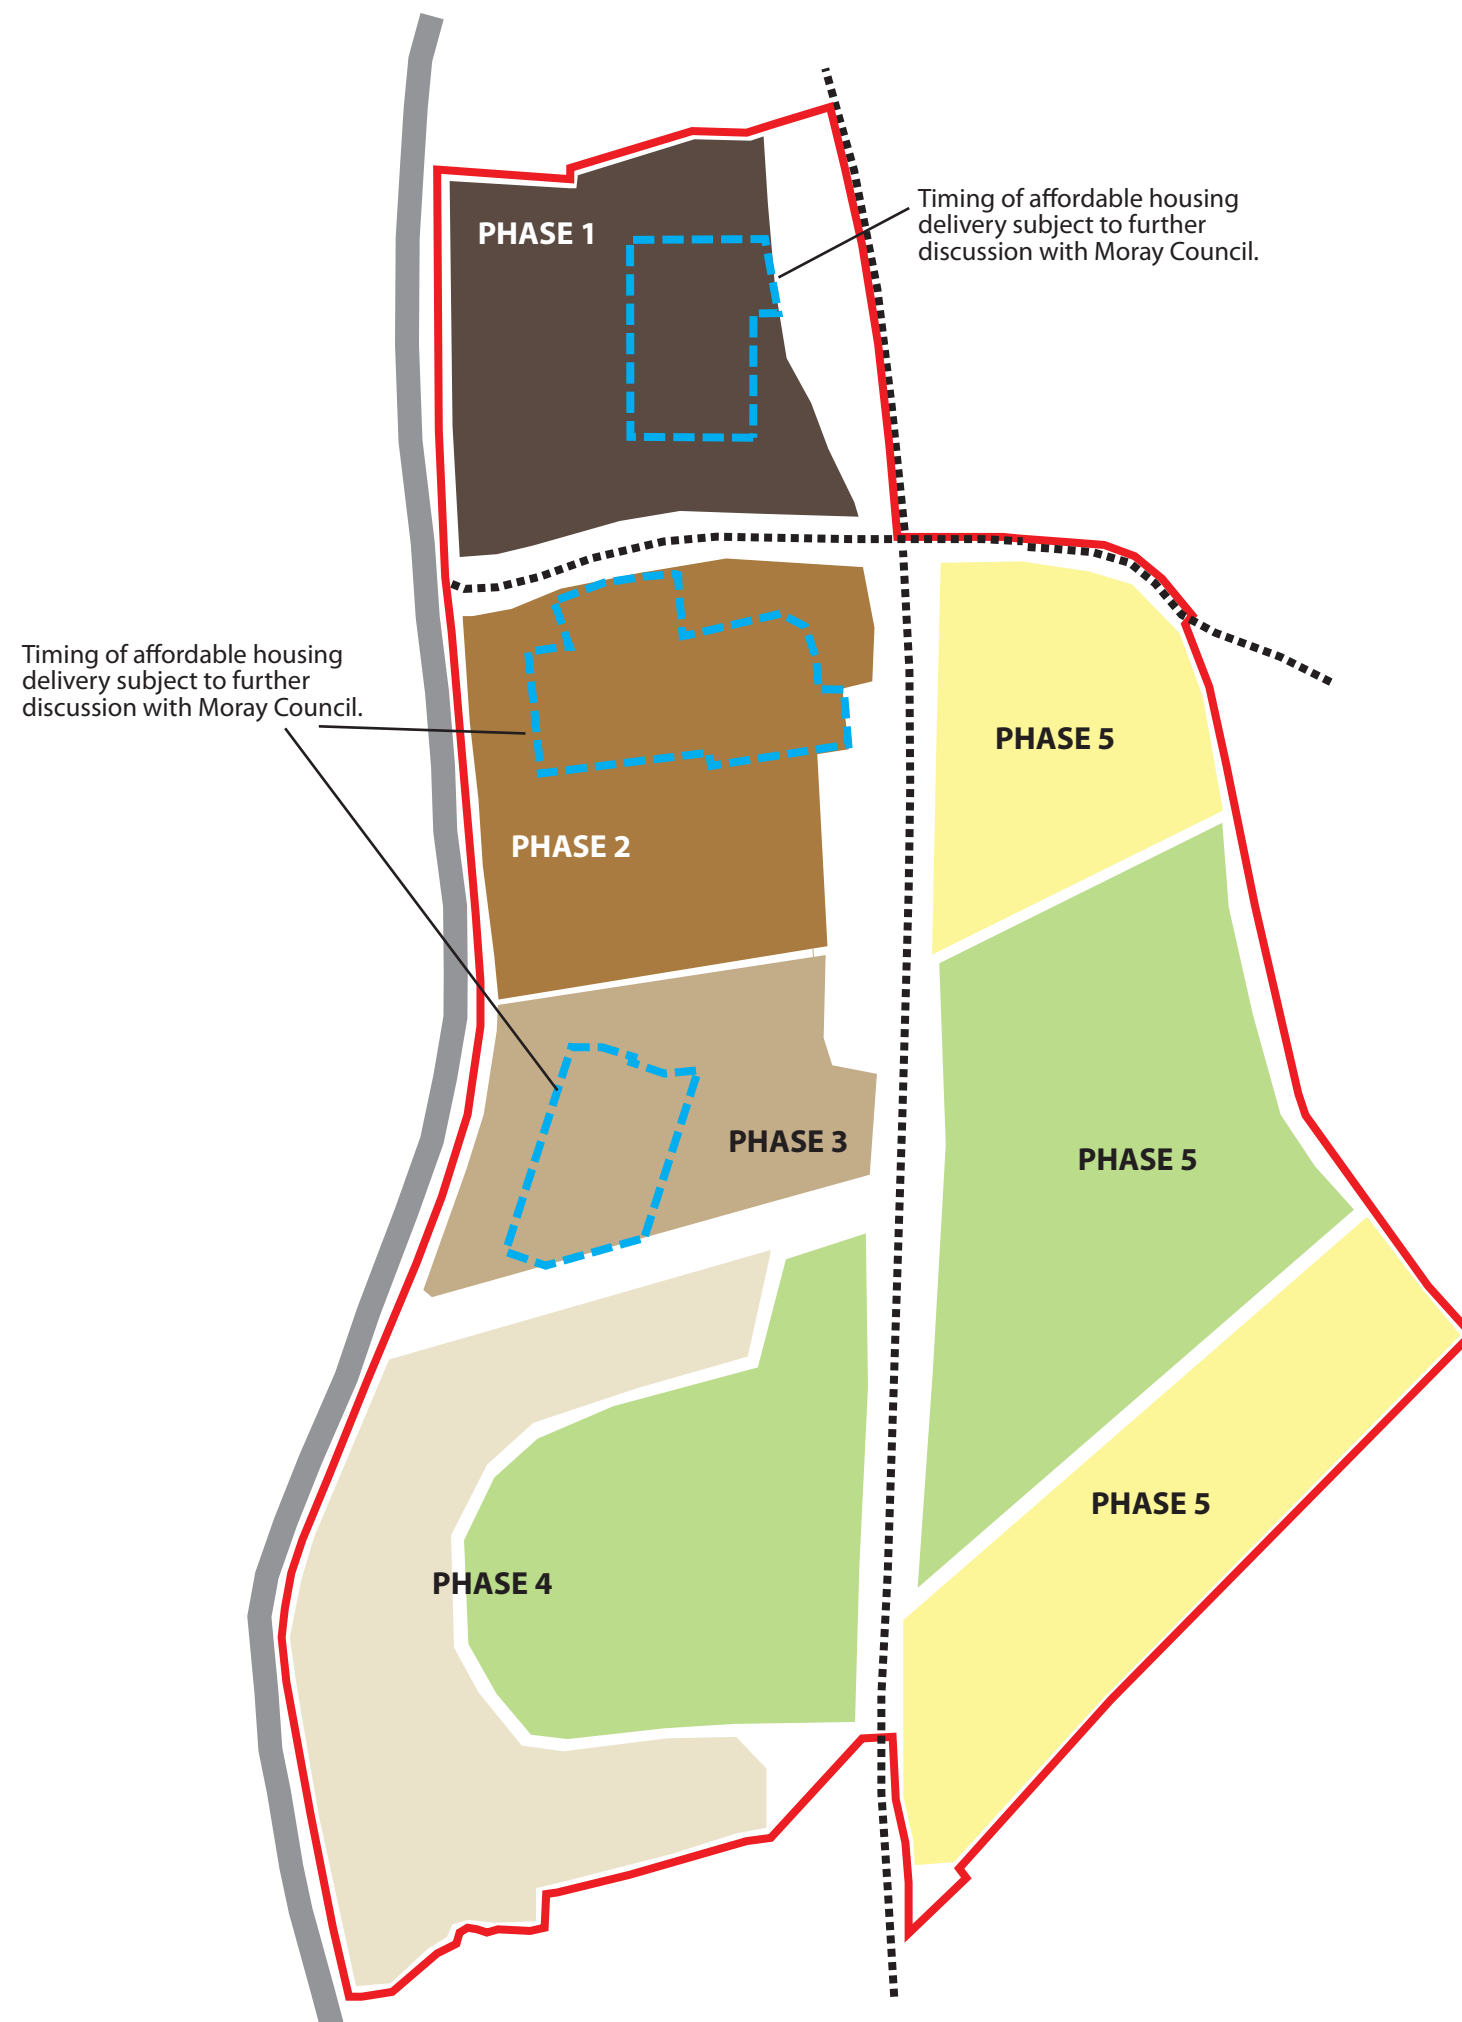 Timing of affordable housing
delivery subject to further
discussion with Moray Council.
PHASE 1
Timing of affordable housing
delivery subject to further
discussion with Moray Council.
PHASE 5
PHASE 2
PHASE 3
PHASE 5
PHASE 5
PHASE 4